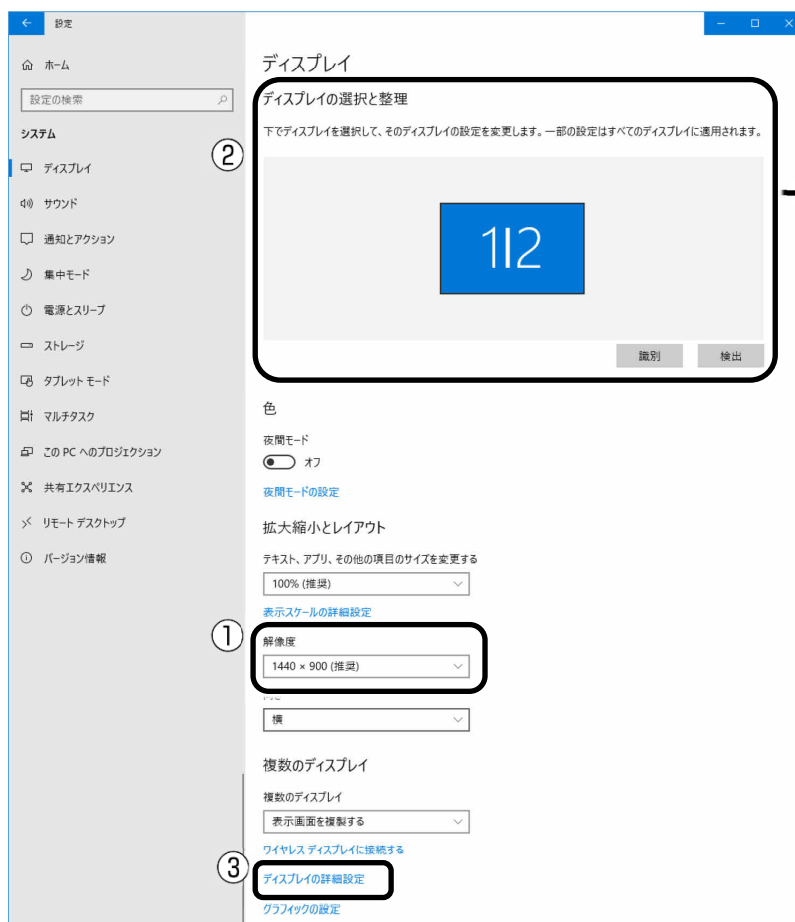 設定
ホーム
設定の検索
システム
ディスプレイ
サウンド
通知とアクション
集中モード
電源とスリープ
ストレージ
タブレット モード
マルチタスク
この PC へのプロジェクション
共有エクスペリエンス
リモート デスクトップ
バージョン情報
ディスプレイ
②
ディスプレイの選択と整理
下でディスプレイを選択して、そのディスプレイの設定を変更します。一部の設定はすべてのディスプレイに適用されます。
1|2
識別
検出
色
夜間モード
オフ
夜間モードの設定
拡大縮小とレイアウト
テキスト、アプリ、その他の項目のサイズを変更する
100% (推奨)
表示スケールの詳細設定
①
解像度
1440 × 900 (推奨)
横
複数のディスプレイ
複数のディスプレイ
表示画面を複製する
ワイヤレス ディスプレイに接続する
③
ディスプレイの詳細設定
グラフィックの設定